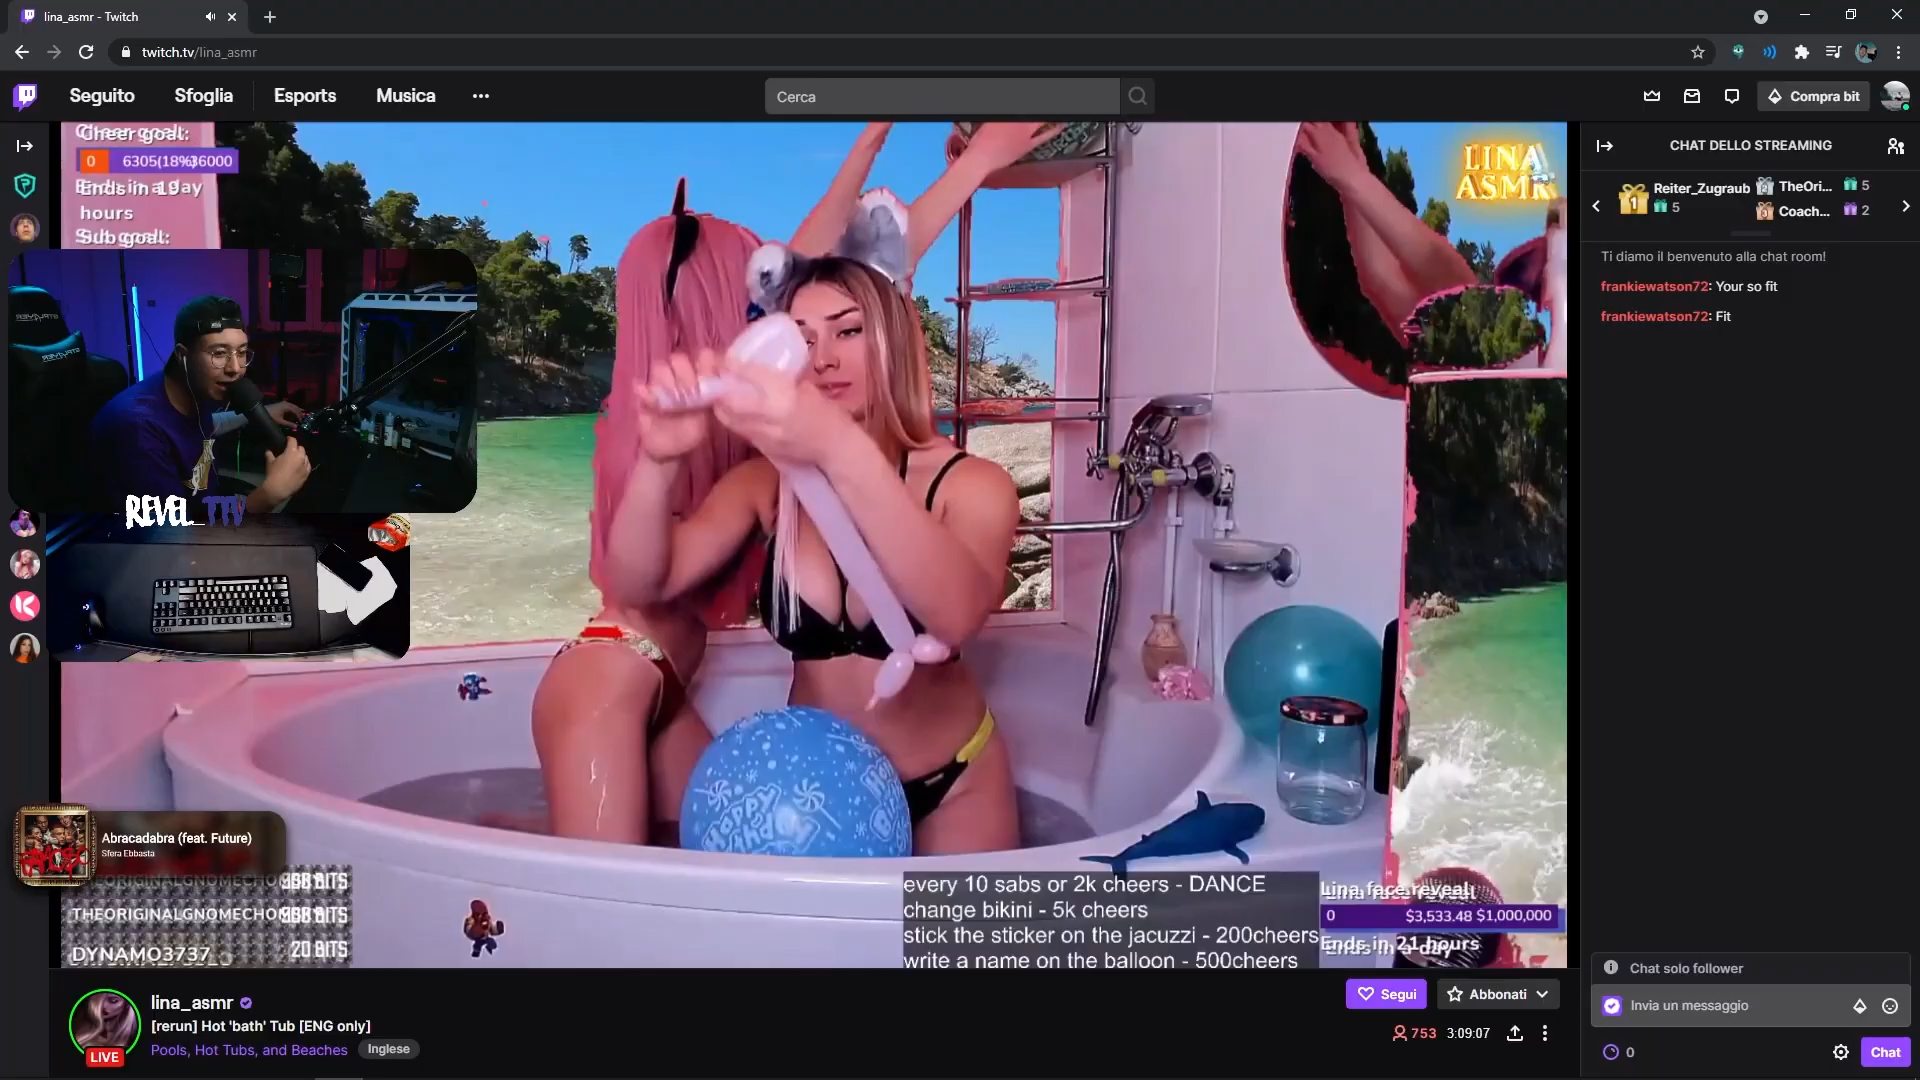 lina_asmr - Twitch
twitch.tv/lina_asmr
Seguito
Sfoglia
Esports
Musica
Cerca
Compra bit
Cheer goal:
0 6305(18%)36000
hours
Sub goal:
LINA
ASMR
CHAT DELLO STREAMING
1
Reiter_Zugraub
5
TheOri...
5
Coach...
2
Ti diamo il benvenuto alla chat room!
frankiewatson72: Your so fit
frankiewatson72: Fit
REVEL_TTV
HAPPY
Birthday
Abracadabra (feat. Future)
Sfera Ebbasta
THEORIGINALGNOMECHO
BITS
DYNAMO3737
20 BITS
every 10 sabs or 2k cheers - DANCE
change bikini - 5k cheers
stick the sticker on the jacuzzi - 200cheers
write a name on the balloon - 500cheers
Lina face reveal
0 $3,533.48 $1,000,000
Ends in 21 hours
lina_asmr
[rerun] Hot 'bath' Tub [ENG only]
Pools, Hot Tubs, and Beaches
Inglese
LIVE
Segui
Abbonati
753
3:09:07
Chat solo follower
Invia un messaggio
0
Chat